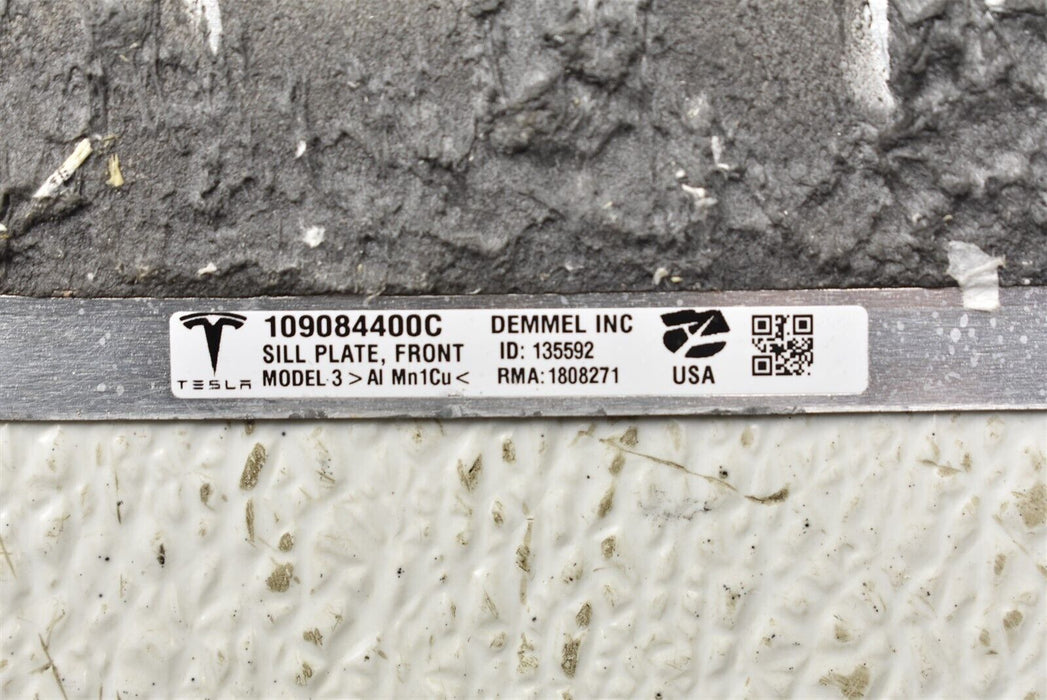 TESLA
109084400C
SILL PLATE, FRONT
MODEL 3 >Al Mn1Cu<
DEMMEL INC
ID: 135592
RMA: 1808271
USA